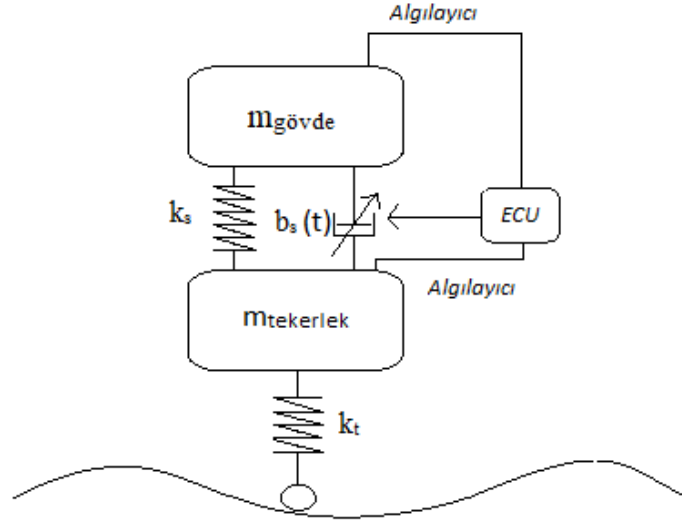 Algılayıcı
mgövde
ks
bs (t)
ECU
Algılayıcı
mtekerlek
kt